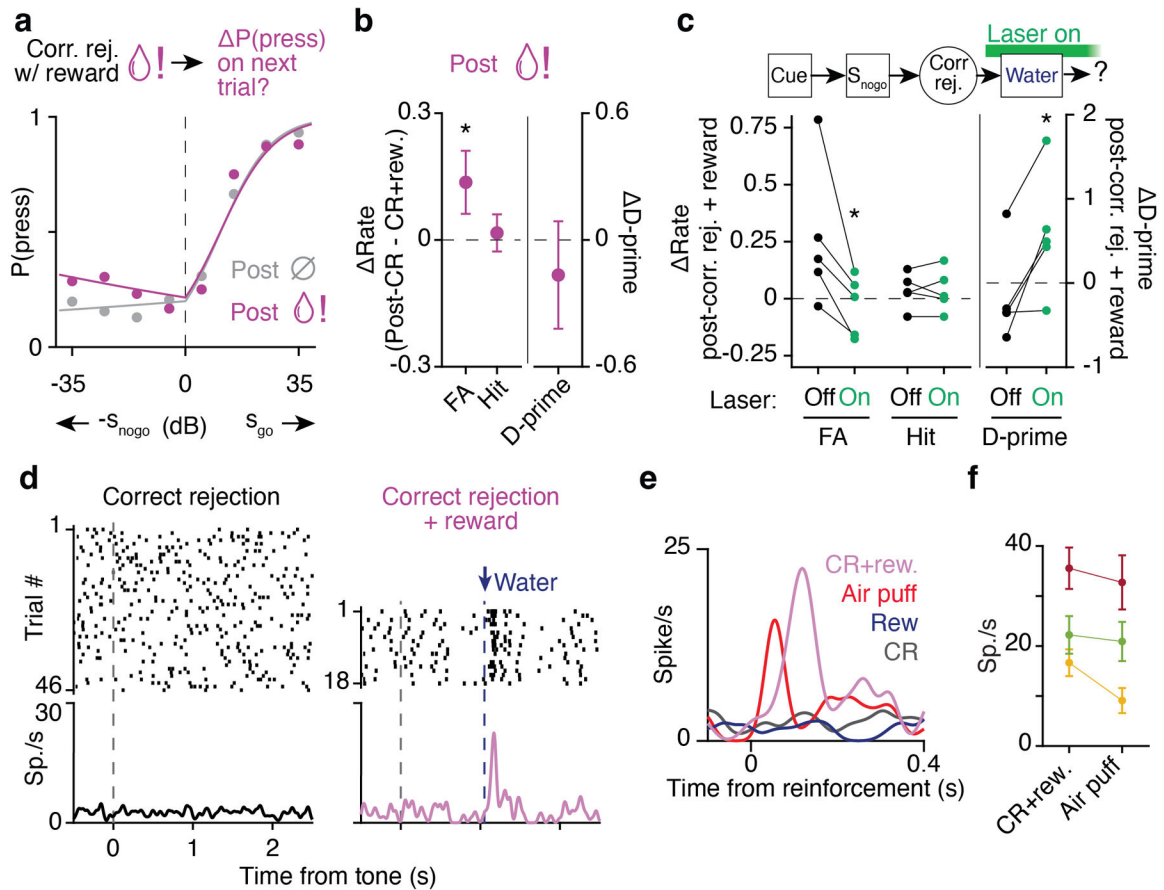 a
Corr. rej.
w/ reward
!
ΔP(press)
on next
trial?
P(press)
1
0
Post ∅
Post !
-35
0
35
-s_nogo (dB) s_go
b
Post !
ΔRate
(Post-CR - CR+rew.)
0.3
0
-0.3
*
0.6
0
-0.6
ΔD-prime
FA
Hit
D-prime
c
Laser on
Cue
S_nogo
Corr
rej.
Water
?
ΔRate
post-corr. rej. + reward
0.75
0.5
0.25
0
-0.25
*
*
2
1
0
-1
ΔD-prime
post-corr. rej. + reward
Laser: Off On Off On Off On
FA Hit D-prime
d
Correct rejection
Correct rejection
+ reward
Water
Trial #
1
46
1
18
Sp./s
30
0
0 1 2
Time from tone (s)
e
Spike/s
25
0
CR+rew.
Air puff
Rew
CR
0 0.4
Time from reinforcement (s)
f
Sp./s
40
20
0
CR+rew.
Air puff